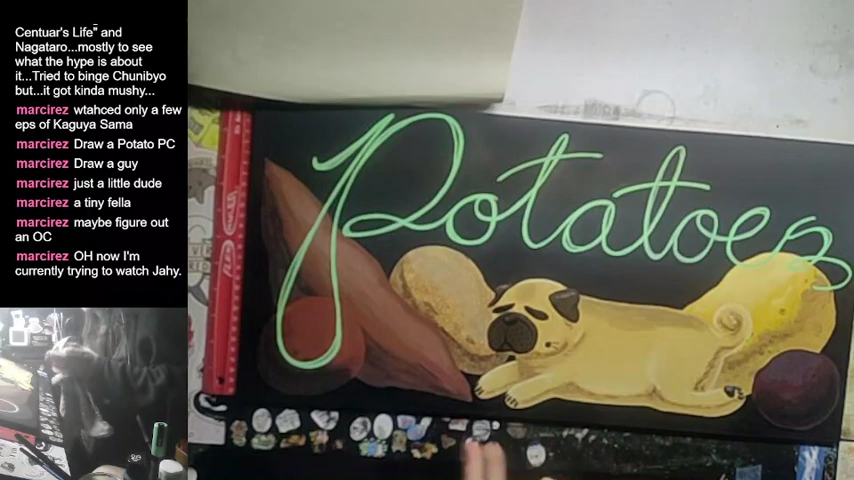 Centuar's Life" and
Nagataro...mostly to see
what the hype is about
it...Tried to binge Chunibyo
but...it got kinda mushy...
marcirez wtahced only a few
eps of Kaguya Sama
marcirez Draw a Potato PC
marcirez Draw a guy
marcirez just a little dude
marcirez a tiny fella
marcirez maybe figure out
an OC
marcirez OH now I'm
currently trying to watch Jahy.
Potatoes